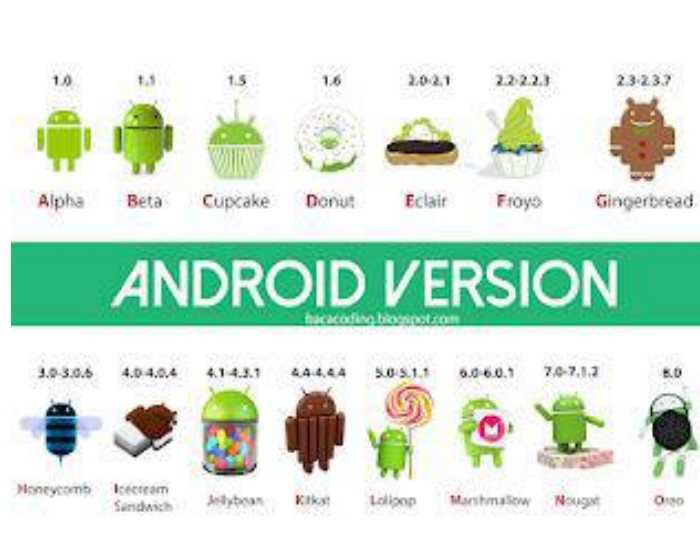 1.0 1.1 1.5 1.6 2.0-2.1 2.2-2.2.3 2.3-2.3.7
Alpha Beta Cupcake Donut Eclair Froyo Gingerbread
ANDROID VERSION
bacacoding.blogspot.com
3.0-3.0.6 4.0-4.0.4 4.1-4.3.1 4.4-4.4.4 5.0-5.1.1 6.0-6.0.1 7.0-7.1.2 8.0
M
Honeycomb Icecream Jellybean Kitkat Lolipop Marshmallow Nougat Oreo
Sandwich